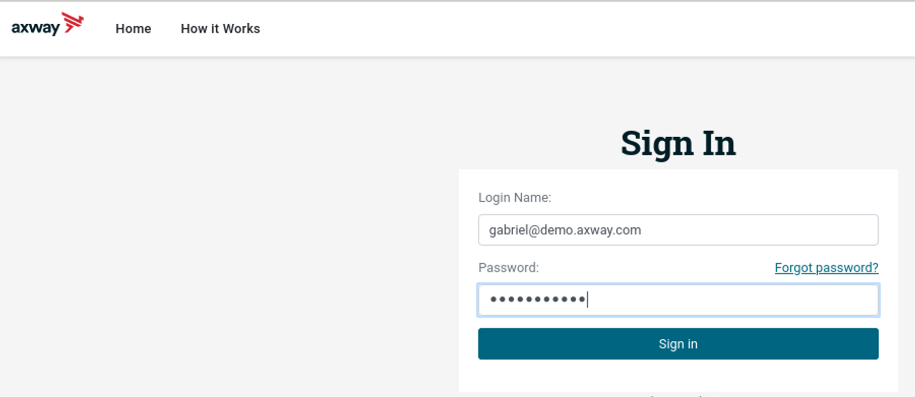 axway Home How it Works
Sign In
Login Name:
gabriel@demo.axway.com
Password: Forgot password?
•••••••••••
Sign in